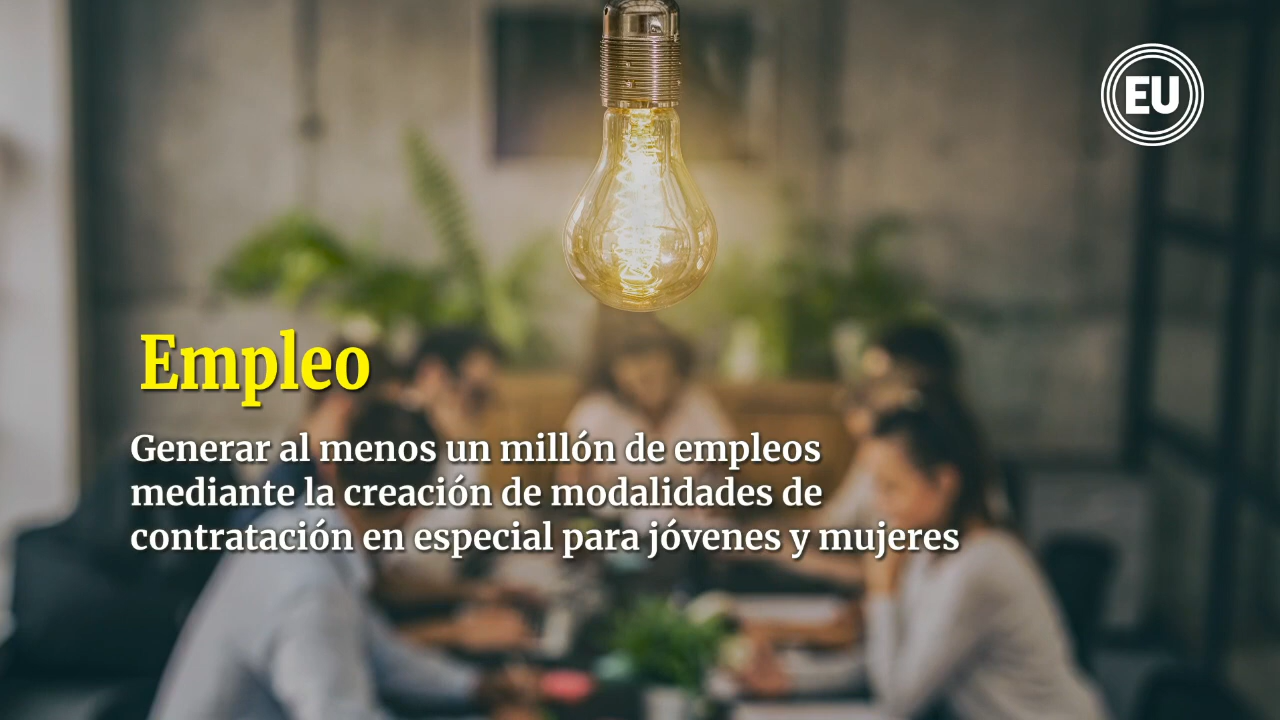 EU
Empleo
Generar al menos un millón de empleos
mediante la creación de modalidades de
contratación en especial para jóvenes y mujeres